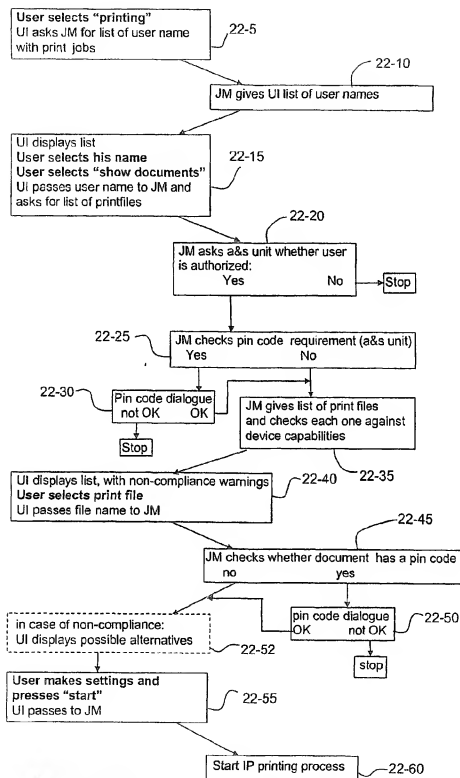 User selects “printing”
UI asks JM for list of user name
with print jobs
22-5
22-10
JM gives UI list of user names
UI displays list
User selects his name
User selects “show documents”
UI passes user name to JM and
asks for list of printfiles
22-15
22-20
JM asks a&s unit whether user
is authorized:
Yes No
Stop
22-25
JM checks pin code requirement (a&s unit)
Yes No
22-30
Pin code dialogue
not OK OK
Stop
JM gives list of print files
and checks each one against
device capabilities
22-35
UI displays list, with non-compliance warnings
User selects print file
UI passes file name to JM
22-40
22-45
JM checks whether document has a pin code
no yes
pin code dialogue
OK not OK
22-50
stop
in case of non-compliance:
UI displays possible alternatives
22-52
User makes settings and
presses “start”
UI passes to JM
22-55
Start IP printing process
22-60